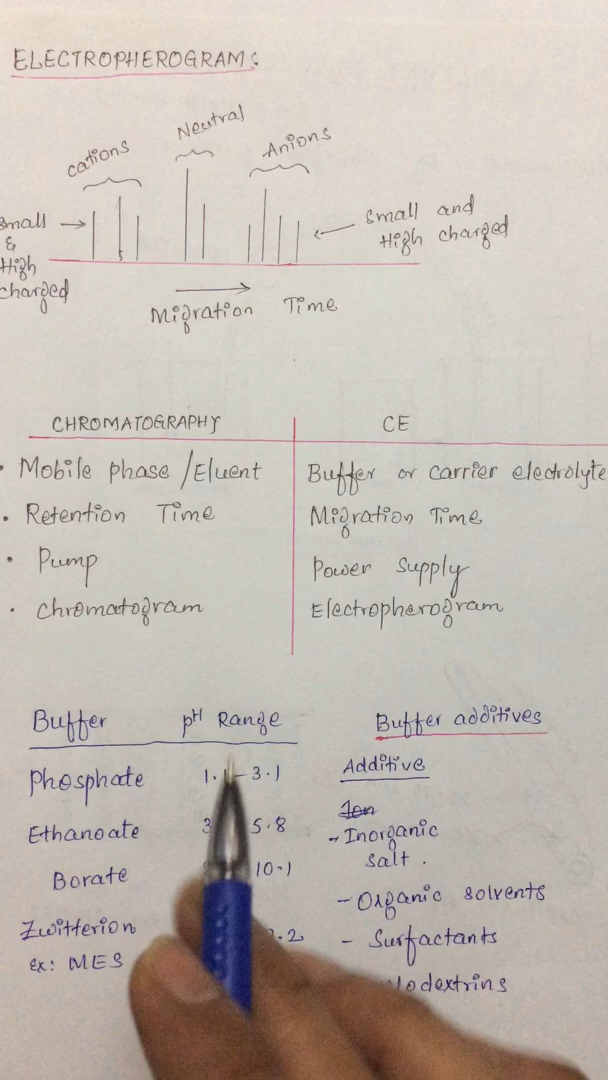 ELECTROPHEROGRAM:
cations
Neutral
Anions
Small
&
High
charged
Small and
High charged
Migration Time
CHROMATOGRAPHY CE
• Mobile phase/Eluent Buffer or carrier electrolyte
• Retention Time Migration Time
• Pump Power Supply
• Chromatogram Electropherogram
Buffer pH Range
Phosphate 3.1
Ethanoate 5.8
Borate 10.1
Zwitterion
Ex: MES
Buffer additives
Additive
- Inorganic
Salt.
- Organic solvents
- Surfactants